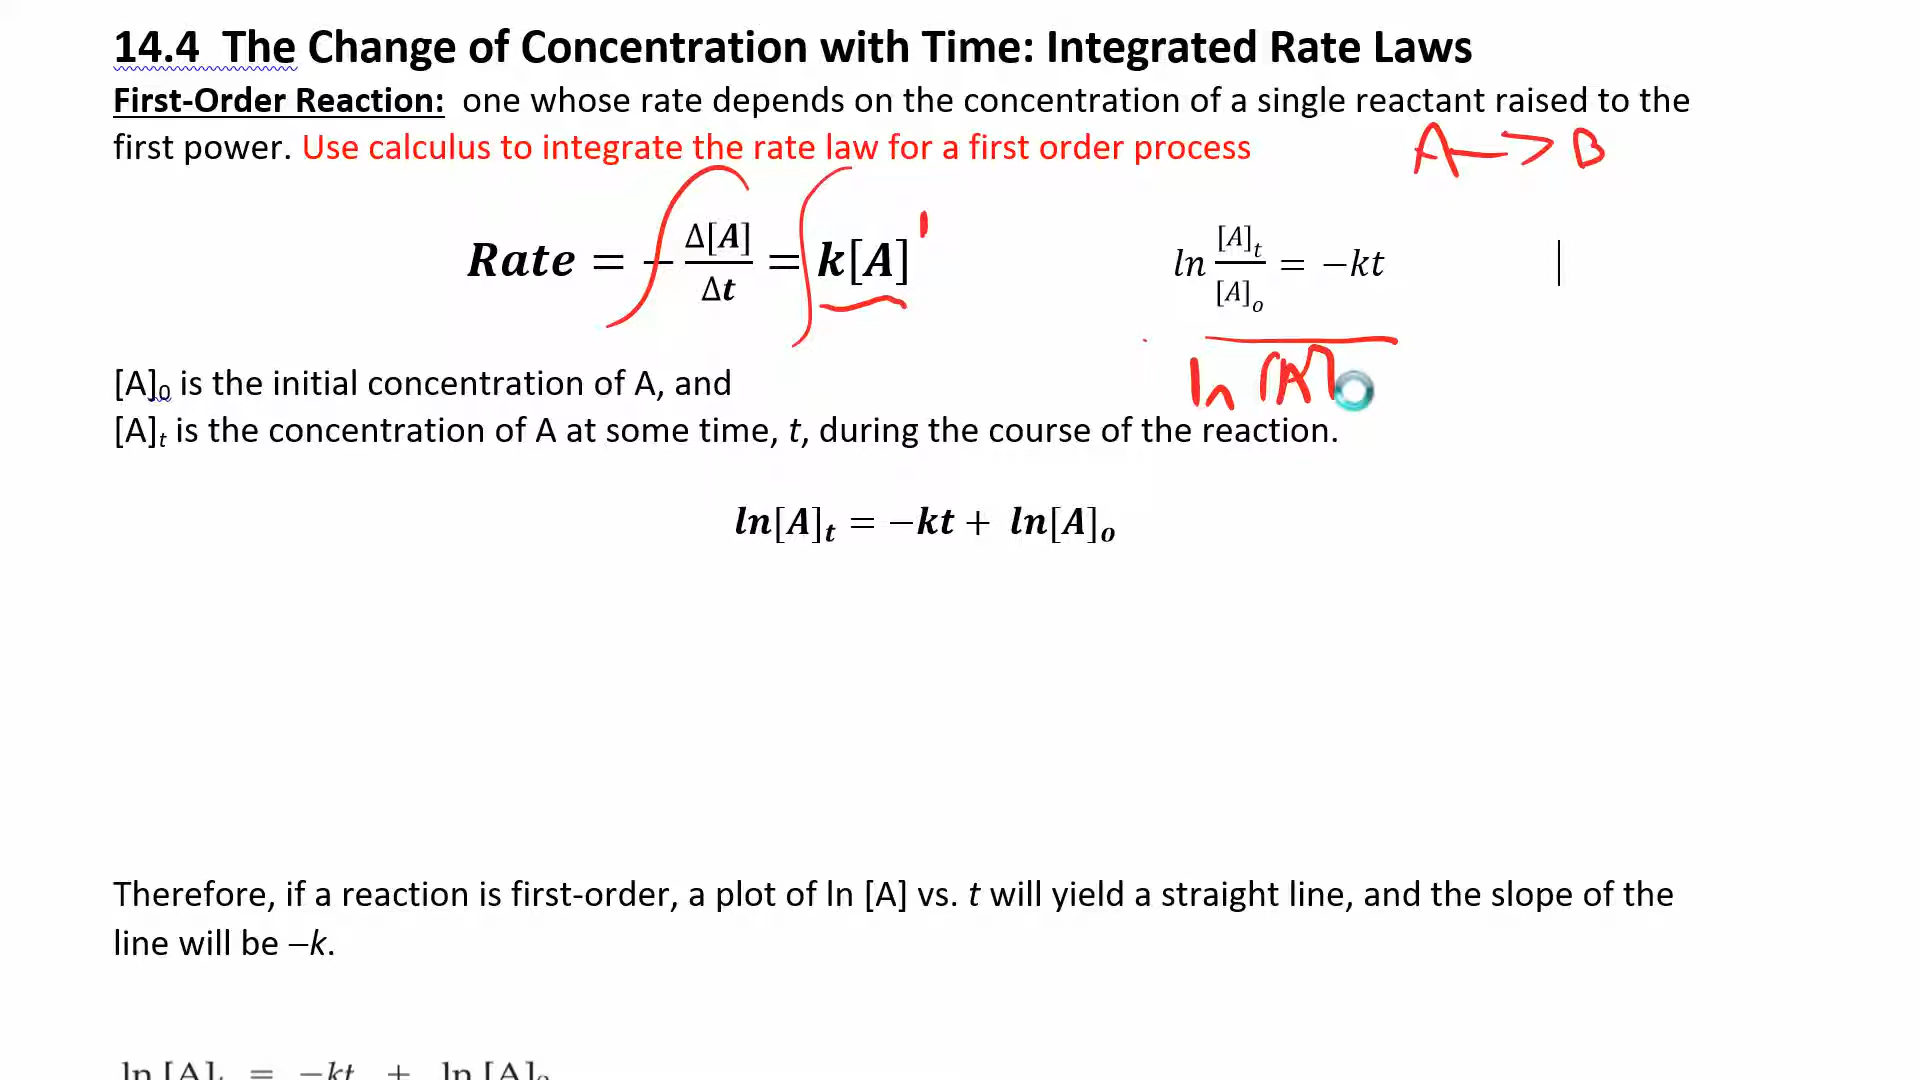 14.4 The Change of Concentration with Time: Integrated Rate Laws
First-Order Reaction: one whose rate depends on the concentration of a single reactant raised to the
first power. Use calculus to integrate the rate law for a first order process
A → B
Rate = − Δ[A]/Δt = k[A]¹
∫ ∫
ln [A]ₜ/[A]ₒ = −kt
ln [A]
[A]₀ is the initial concentration of A, and
[A]ₜ is the concentration of A at some time, t, during the course of the reaction.
ln[A]ₜ = −kt + ln[A]ₒ
Therefore, if a reaction is first-order, a plot of ln [A] vs. t will yield a straight line, and the slope of the
line will be −k.
ln [A]ₜ = −kt + ln [A]₀